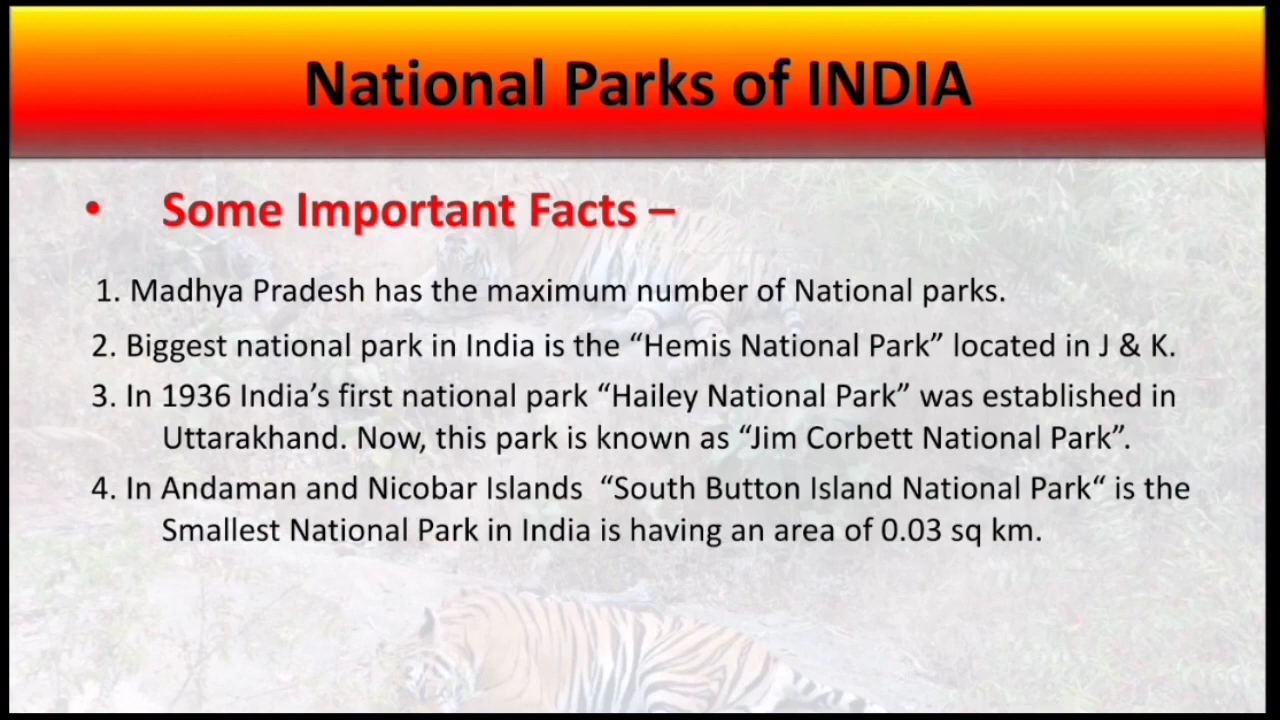 National Parks of INDIA
• Some Important Facts –
1. Madhya Pradesh has the maximum number of National parks.
2. Biggest national park in India is the “Hemis National Park” located in J & K.
3. In 1936 India’s first national park “Hailey National Park” was established in
Uttarakhand. Now, this park is known as “Jim Corbett National Park”.
4. In Andaman and Nicobar Islands “South Button Island National Park“ is the
Smallest National Park in India is having an area of 0.03 sq km.